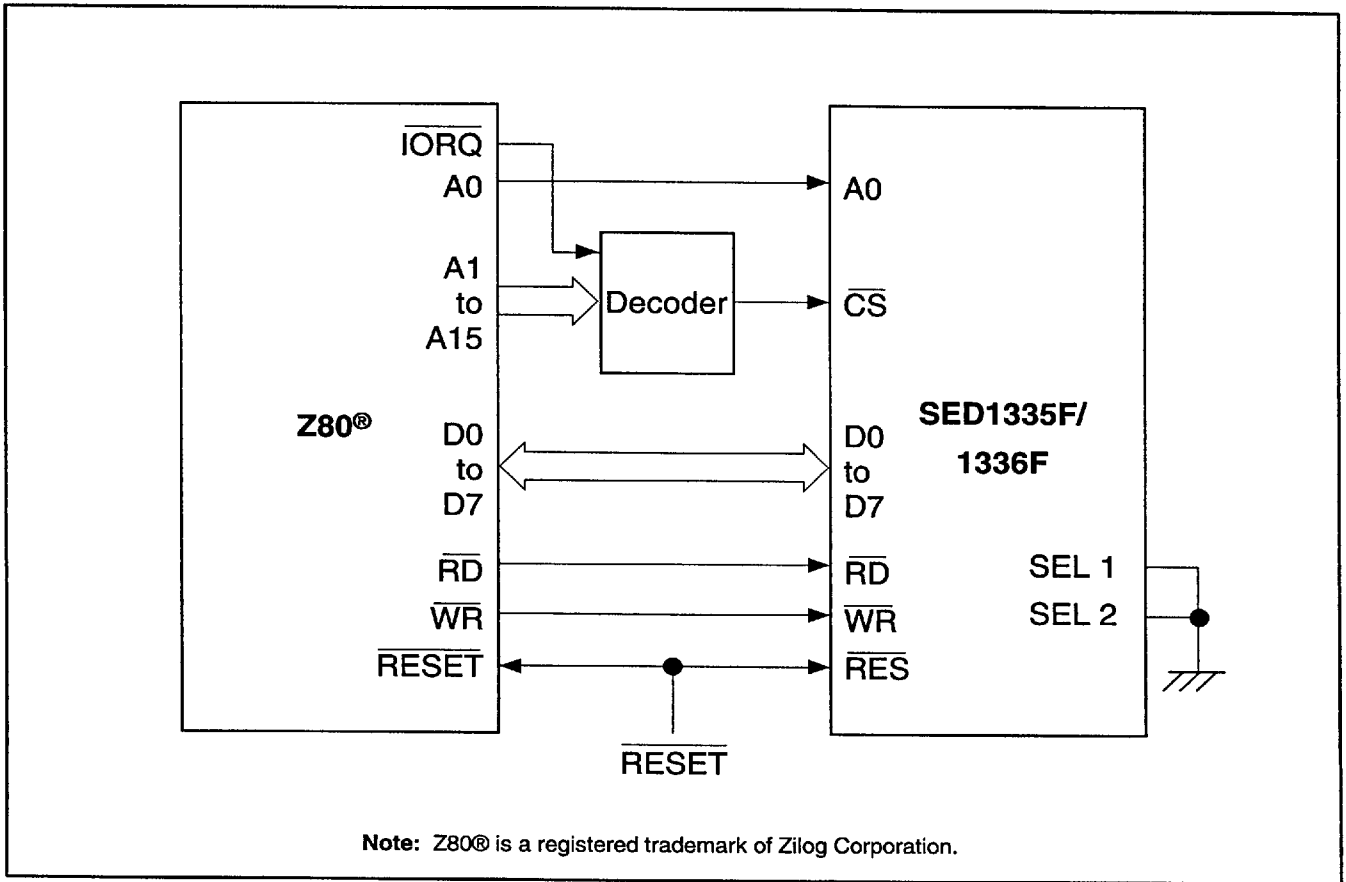 IORQ
A0
A1
to
A15
Z80®
D0
to
D7
RD
WR
RESET
Decoder
RESET
A0
CS
SED1335F/
1336F
D0
to
D7
RD
WR
RES
SEL 1
SEL 2
Note: Z80® is a registered trademark of Zilog Corporation.